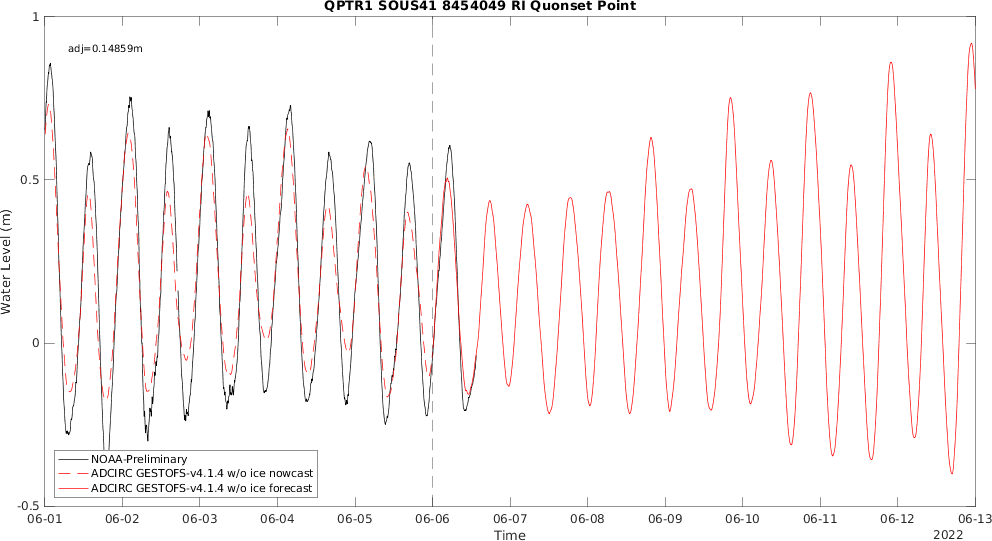 QPTR1 SOUS41 8454049 RI Quonset Point
1
adj=0.14859m
0.5
Water Level (m)
0
NOAA-Preliminary
ADCIRC GESTOFS-v4.1.4 w/o ice nowcast
ADCIRC GESTOFS-v4.1.4 w/o ice forecast
-0.5
06-01 06-02 06-03 06-04 06-05 06-06 06-07 06-08 06-09 06-10 06-11 06-12 06-13
Time
2022